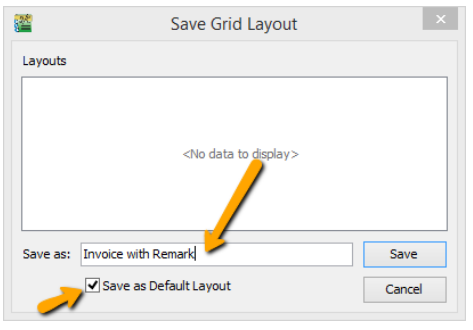 Save Grid Layout
Layouts
<No data to display>
Save as: Invoice with Remark Save
Save as Default Layout Cancel